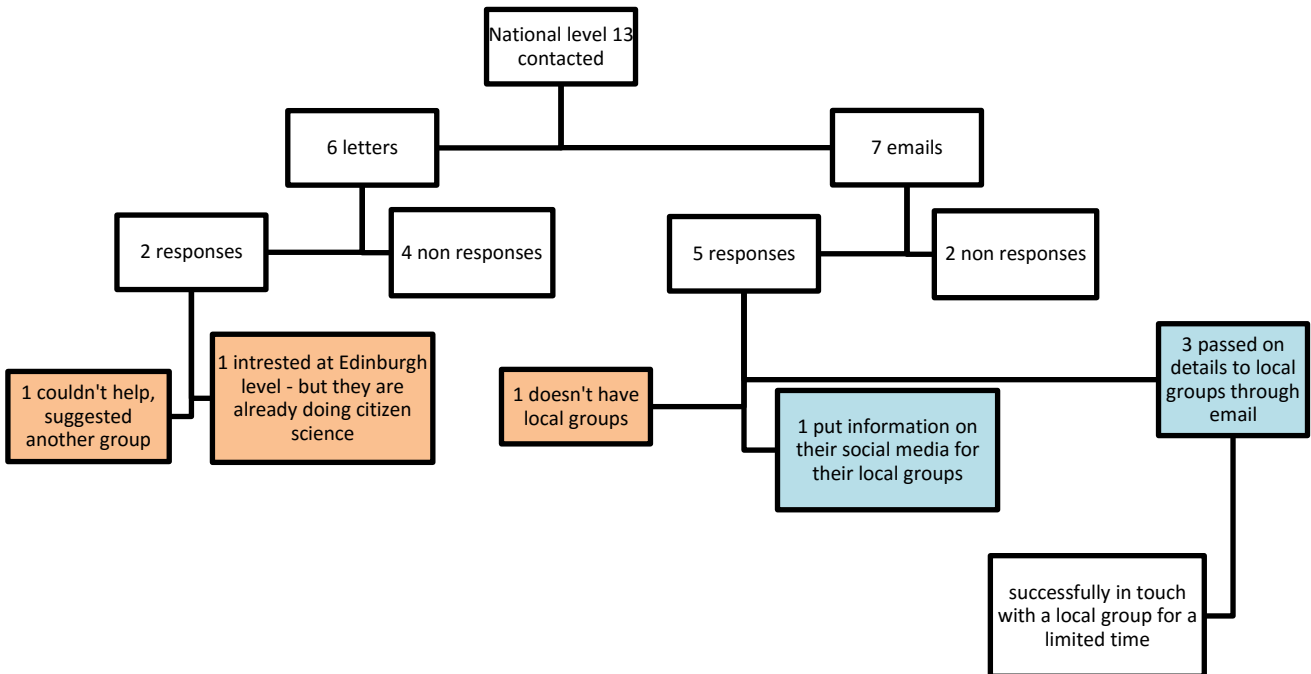 National level 13
contacted
6 letters
7 emails
2 responses
4 non responses
5 responses
2 non responses
1 couldn't help,
suggested
another group
1 intrested at Edinburgh
level - but they are
already doing citizen
science
1 doesn't have
local groups
1 put information on
their social media for
their local groups
3 passed on
details to local
groups through
email
successfully in touch
with a local group for a
limited time